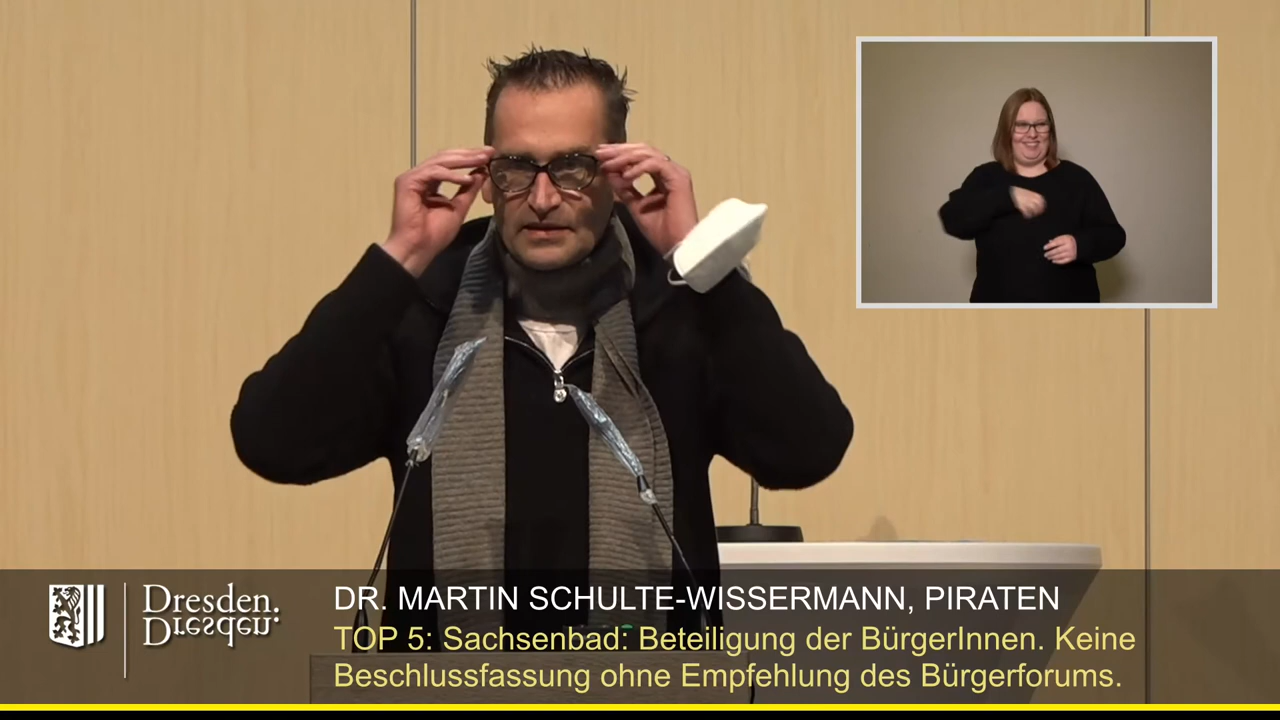 Dresden.
Dresden.
DR. MARTIN SCHULTE-WISSERMANN, PIRATEN
TOP 5: Sachsenbad: Beteiligung der BürgerInnen. Keine
Beschlussfassung ohne Empfehlung des Bürgerforums.